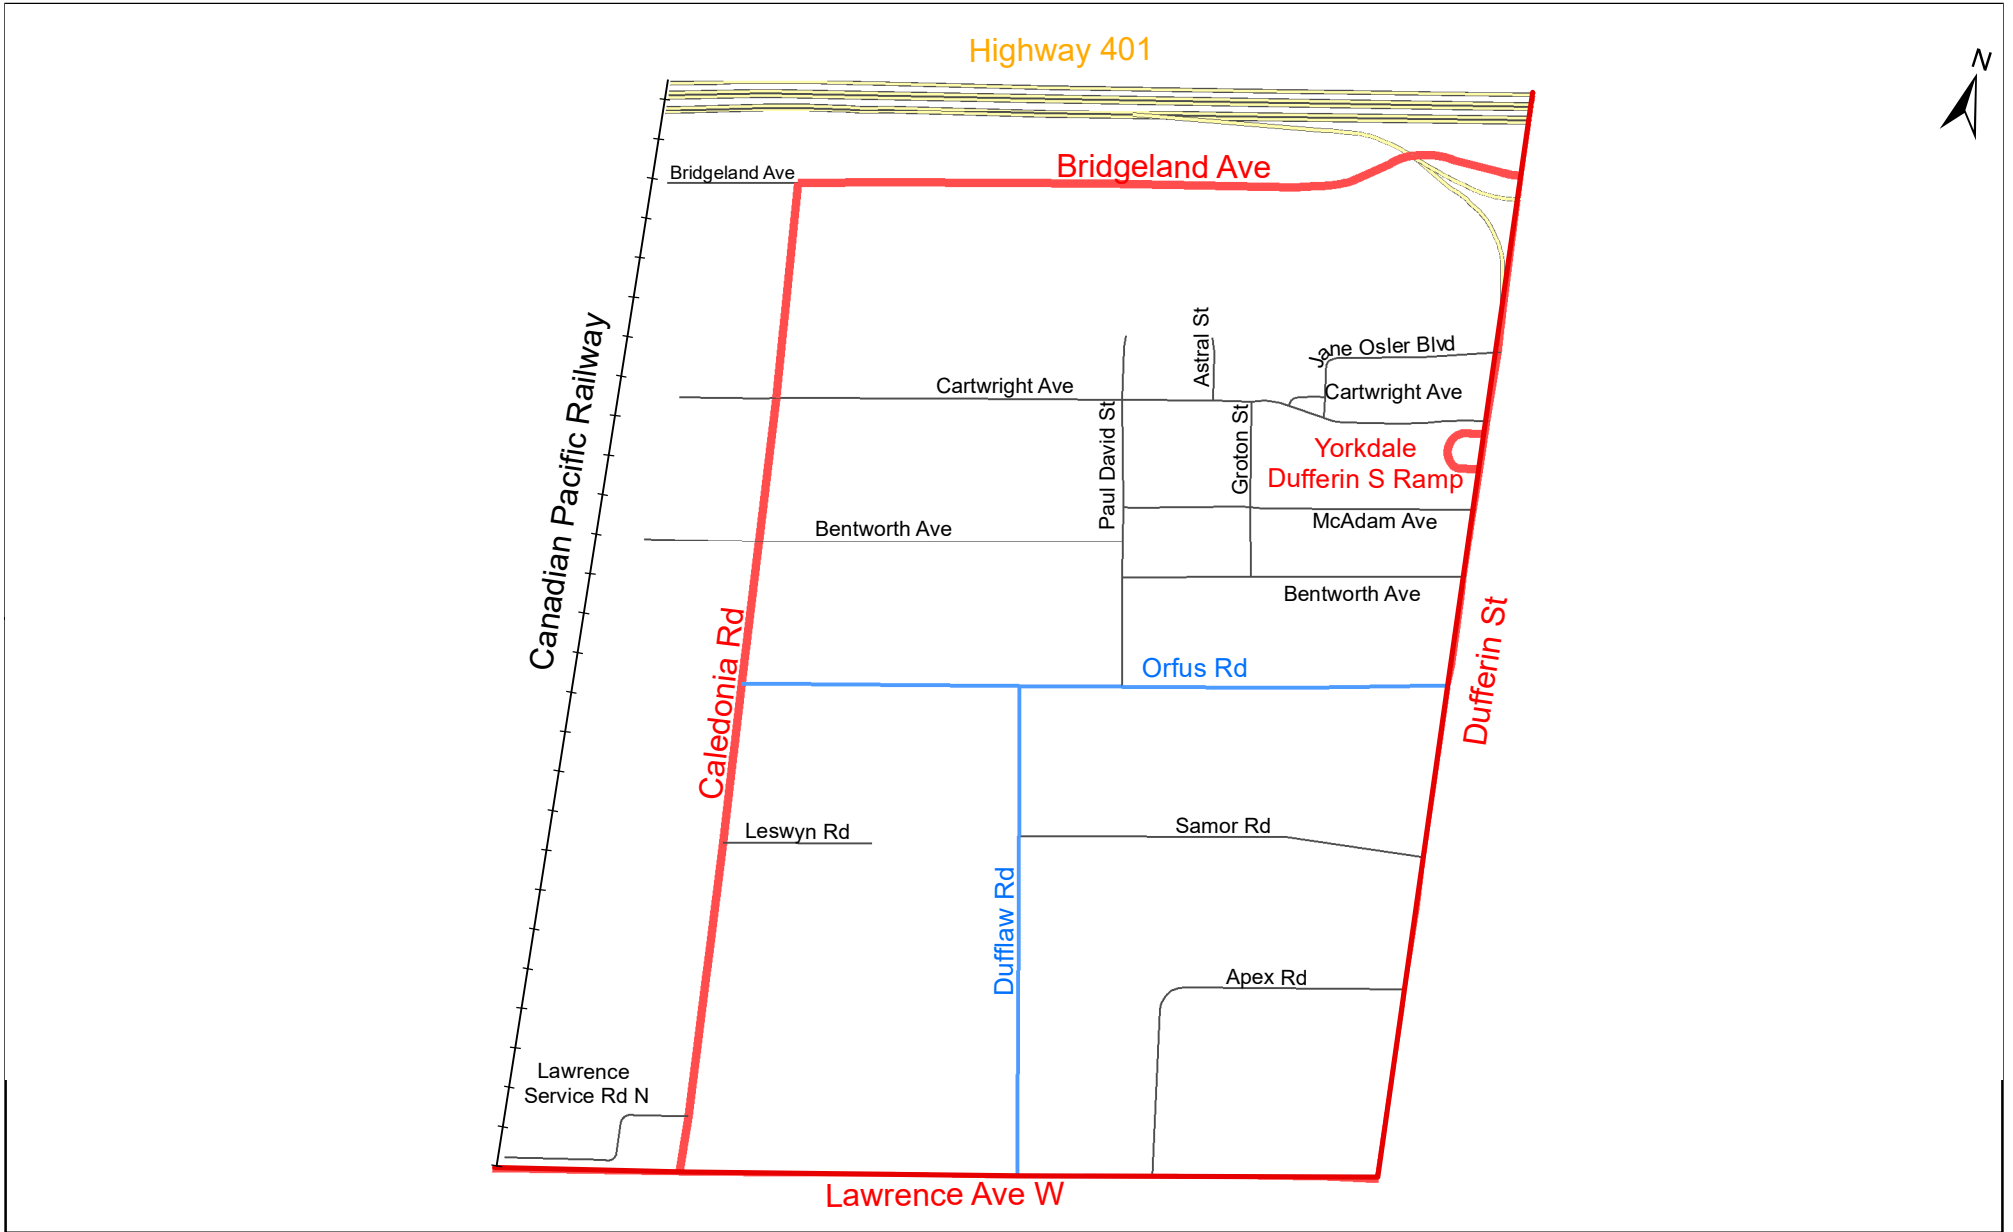 Highway 401
N
Bridgeland Ave
Bridgeland Ave
Astral St
Jane Osler Blvd
Cartwright Ave
Cartwright Ave
Canadian Pacific Railway
Paul David St
Groton St
Yorkdale
Dufferin S Ramp
McAdam Ave
Bentworth Ave
Bentworth Ave
Caledonia Rd
Orfus Rd
Dufferin St
Leswyn Rd
Samor Rd
Dufflaw Rd
Apex Rd
Lawrence
Service Rd N
Lawrence Ave W